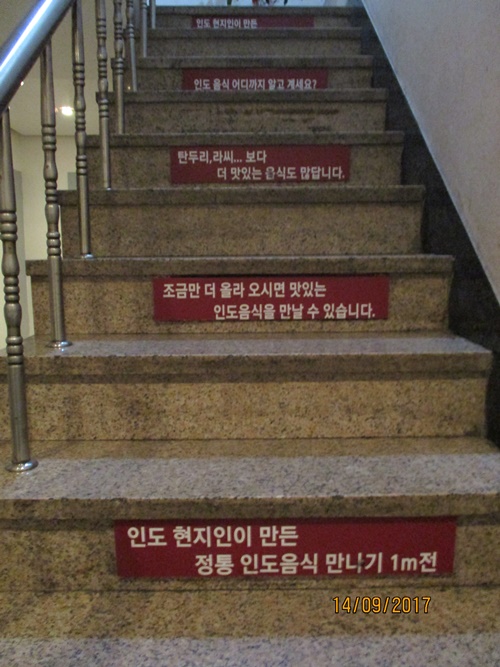 인도 현지인이 만든
인도 음식 어디까지 알고 계세요?
탄두리,라씨... 보다
더 맛있는 음식도 많답니다.
조금만 더 올라 오시면 맛있는
인도음식을 만날 수 있습니다.
인도 현지인이 만든
정통 인도음식 만나기 1m전
14/09/2017